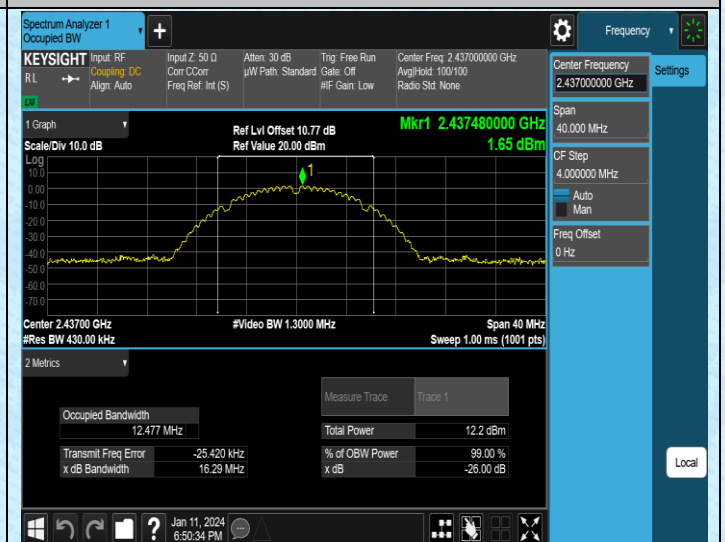 Spectrum Analyzer 1
Occupied BW
+
Frequency
KEYSIGHT
RL
LXI
Input: RF
Coupling: DC
Align: Auto
Input Z: 50 Ω
Corr CCorr
Freq Ref: Int (S)
Atten: 30 dB
µW Path: Standard
Trig: Free Run
Gate: Off
#IF Gain: Low
Center Freq: 2.437000000 GHz
Avg|Hold: 100/100
Radio Std: None
Center Frequency
2.437000000 GHz
Settings
Span
40.000 MHz
CF Step
4.000000 MHz
Auto
Man
Freq Offset
0 Hz
1 Graph
Scale/Div 10.0 dB
Ref Lvl Offset 10.77 dB
Ref Value 20.00 dBm
Mkr1 2.437480000 GHz
1.65 dBm
Log
10.0
0.00
-10.0
-20.0
-30.0
-40.0
-50.0
-60.0
-70.0
1
Center 2.43700 GHz
#Res BW 430.00 kHz
#Video BW 1.3000 MHz
Span 40 MHz
Sweep 1.00 ms (1001 pts)
2 Metrics
Measure Trace
Trace 1
Occupied Bandwidth
12.477 MHz
Total Power
12.2 dBm
Transmit Freq Error
-25.420 kHz
% of OBW Power
99.00 %
x dB Bandwidth
16.29 MHz
x dB
-26.00 dB
Local
?
Jan 11, 2024
6:50:34 PM